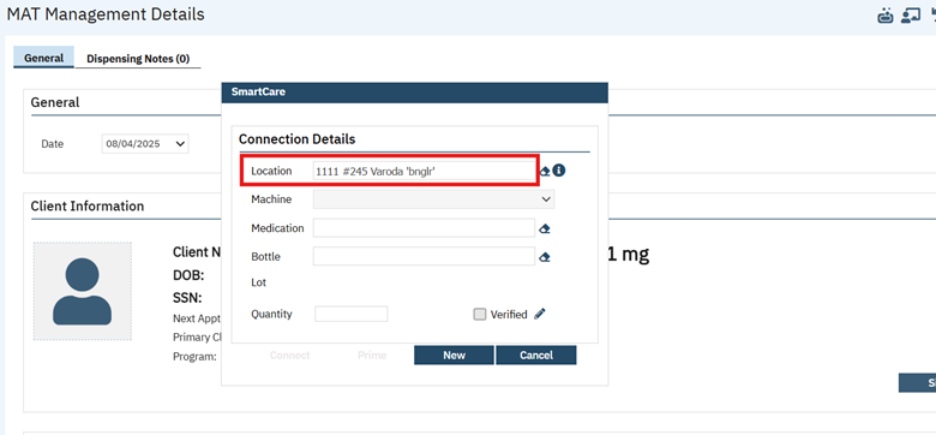 MAT Management Details
General Dispensing Notes (0)
General
Date 08/04/2025
SmartCare
Connection Details
Location 1111 #245 Varoda 'bnglr'
Machine
Medication
Bottle
Lot
Quantity Verified
Connect Prime New Cancel
Client Information
Client N
1 mg
DOB:
SSN:
Next Appt
Primary Cl
Program: